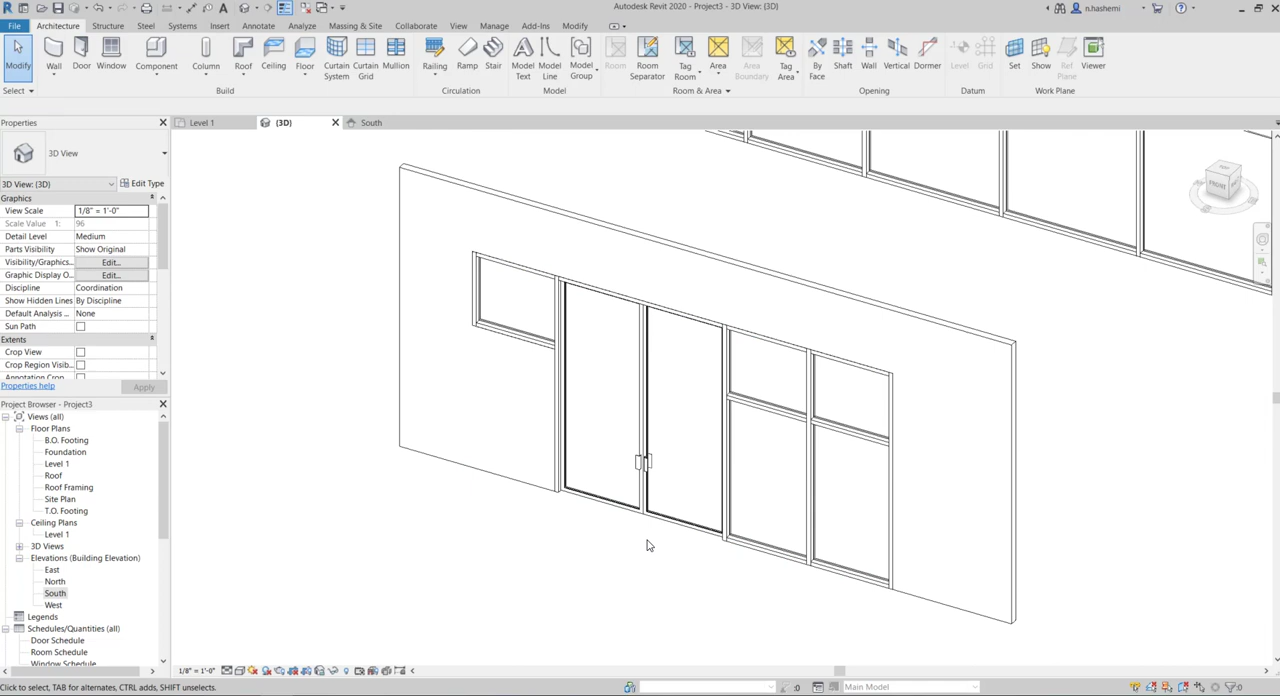 Autodesk Revit 2020 - Project3 - 3D View: {3D}
n.hashemi
File Architecture Structure Steel Systems Insert Annotate Analyze Massing & Site Collaborate View Manage Add-Ins Modify
Modify Wall Door Window Component Column Roof Ceiling Floor Curtain System Curtain Grid Mullion Railing Ramp Stair Model Text Model Line Model Group Room Room Separator Tag Room Area Area Boundary Tag Area By Face Shaft Wall Vertical Dormer Level Grid Set Show Ref Plane Viewer
Select Build Circulation Model Room & Area Opening Datum Work Plane
Properties
Level 1 {3D} South
3D View
3D View: {3D} Edit Type
Graphics
View Scale 1/8" = 1'-0"
Scale Value 1: 96
Detail Level Medium
Parts Visibility Show Original
Visibility/Graphics... Edit...
Graphic Display O... Edit...
Discipline Coordination
Show Hidden Lines By Discipline
Default Analysis ... None
Sun Path
Extents
Crop View
Crop Region Visib...
Annotation Crop
Properties help Apply
Project Browser - Project3
Views (all)
Floor Plans
B.O. Footing
Foundation
Level 1
Roof
Roof Framing
Site Plan
T.O. Footing
Ceiling Plans
Level 1
3D Views
Elevations (Building Elevation)
East
North
South
West
Legends
Schedules/Quantities (all)
Door Schedule
Room Schedule
Window Schedule
FRONT
1/8" = 1'-0"
Click to select, TAB for alternates, CTRL adds, SHIFT unselects.
:0 Main Model :0